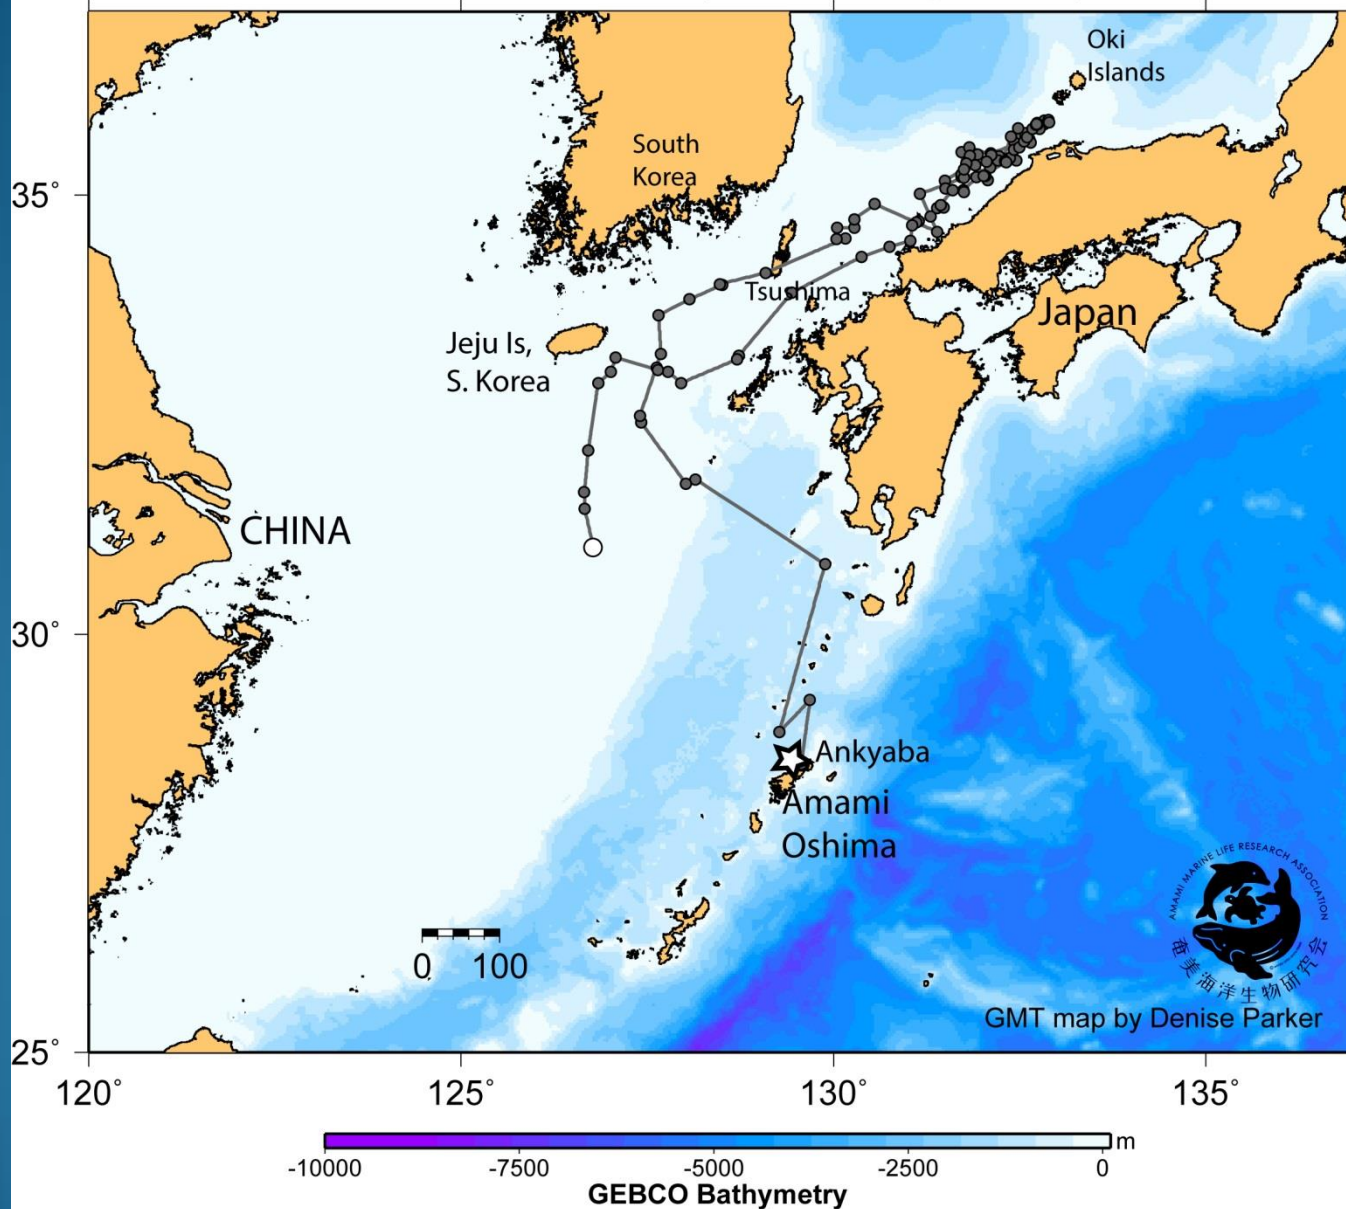 Oki
Islands
South
Korea
35°
Tsushima
Japan
Jeju Is,
S. Korea
CHINA
30°
Ankyaba
Amami
Oshima
AMAMI MARINE LIFE RESEARCH ASSOCIATION
奄美海洋生物研究会
0 100
GMT map by Denise Parker
25°
120° 125° 130° 135°
m
-10000 -7500 -5000 -2500 0
GEBCO Bathymetry